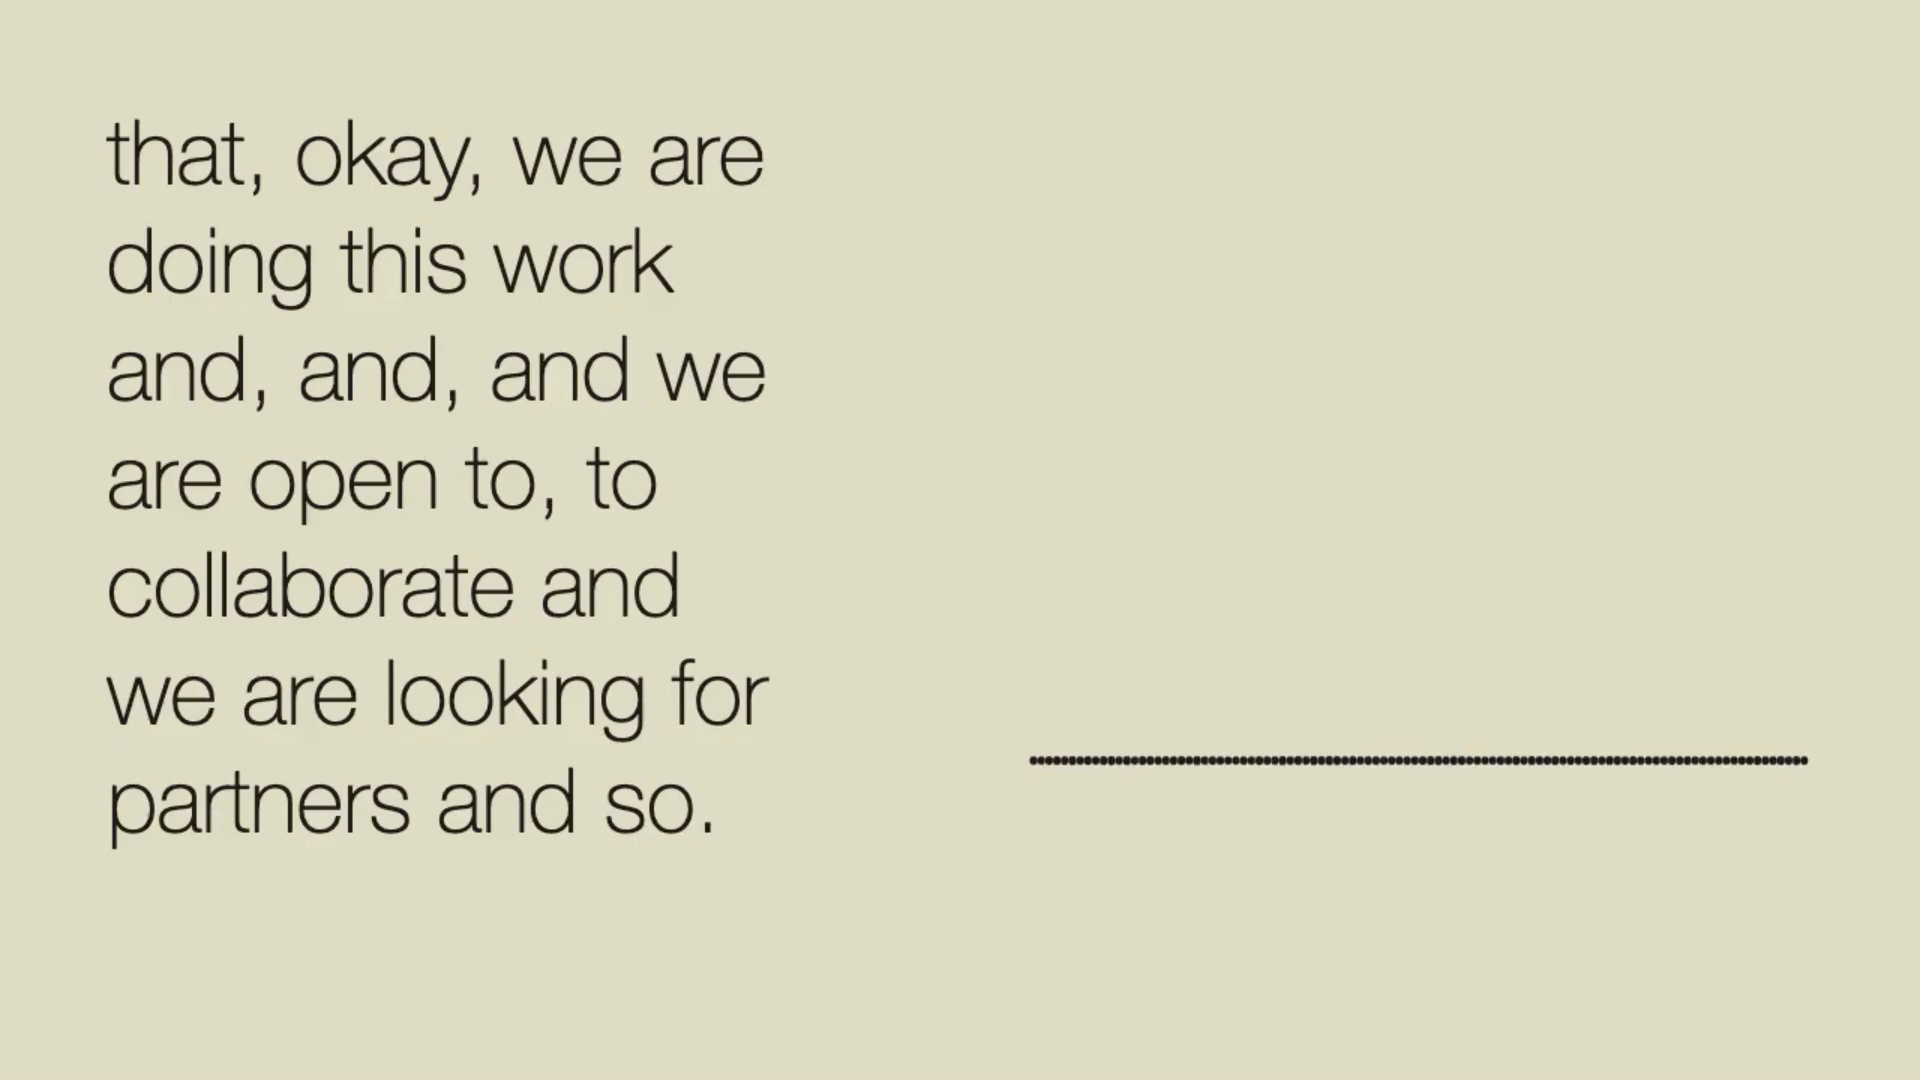 that, okay, we are
doing this work
and, and, and we
are open to, to
collaborate and
we are looking for
partners and so.